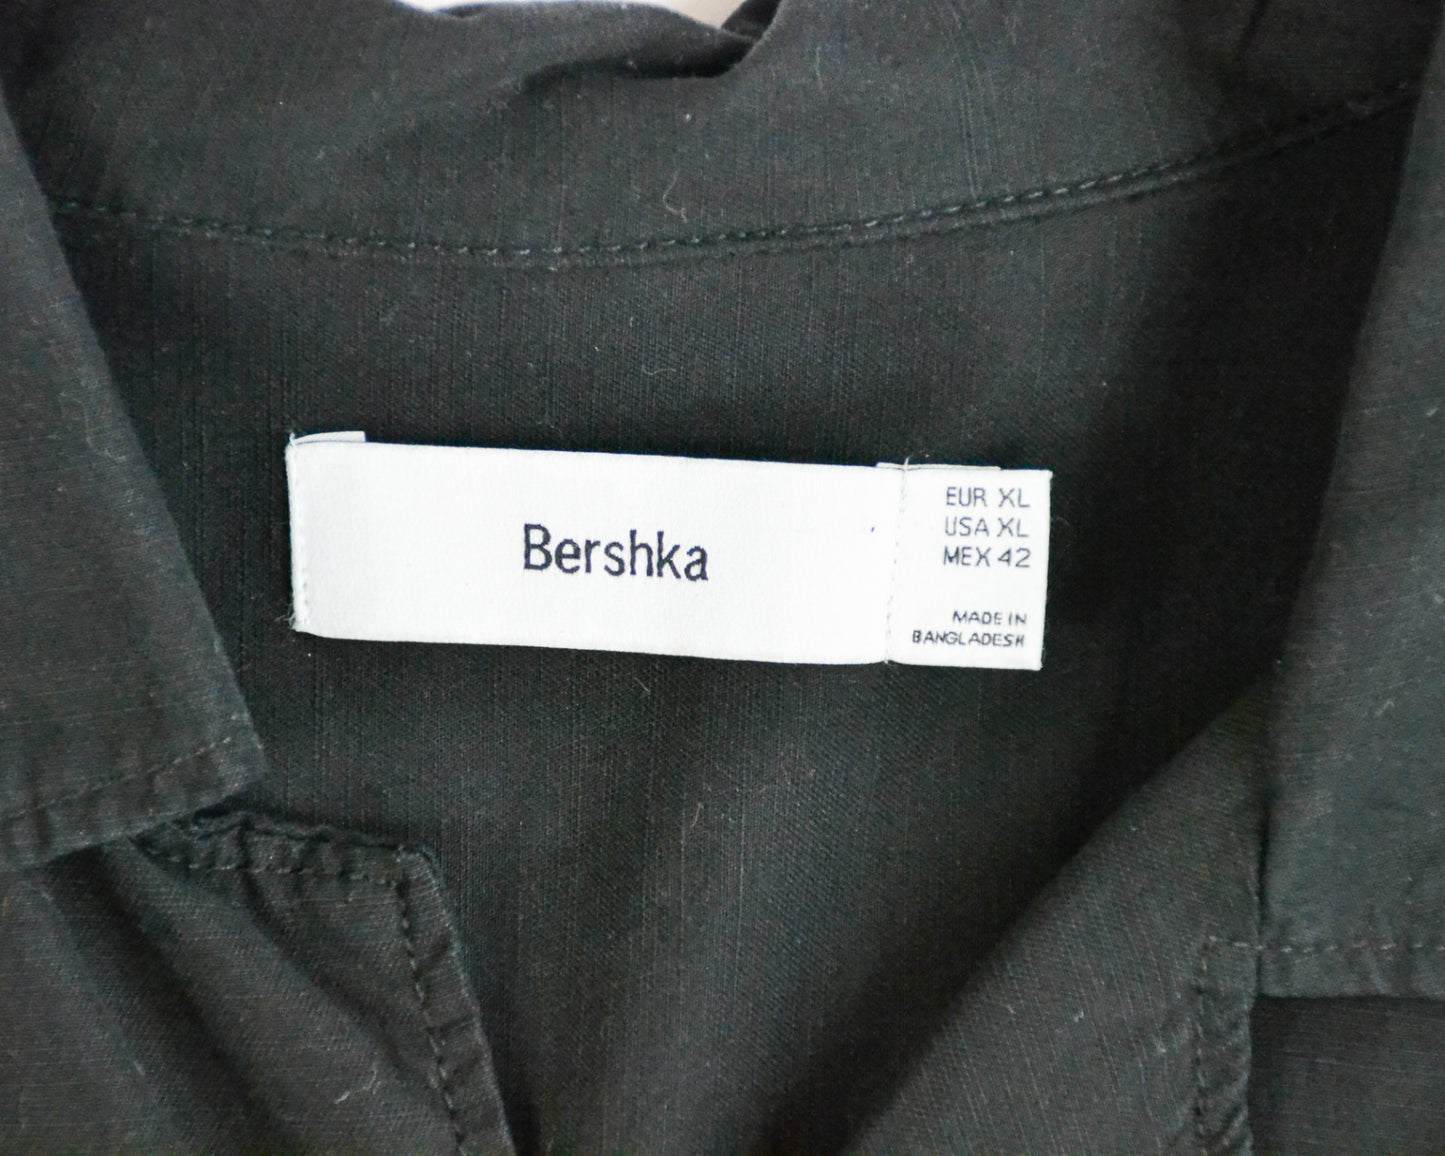 Bershka
EUR XL
USA XL
MEX 42
MADE IN
BANGLADESH